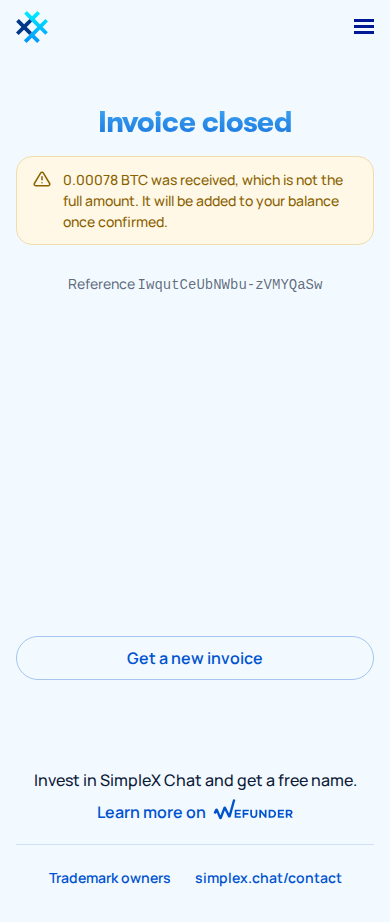 Invoice closed
0.00078 BTC was received, which is not the
full amount. It will be added to your balance
once confirmed.
Reference IwqutCeUbNWbu-zVMYQaSw
Get a new invoice
Invest in SimpleX Chat and get a free name.
Learn more on WEFUNDER
Trademark owners simplex.chat/contact